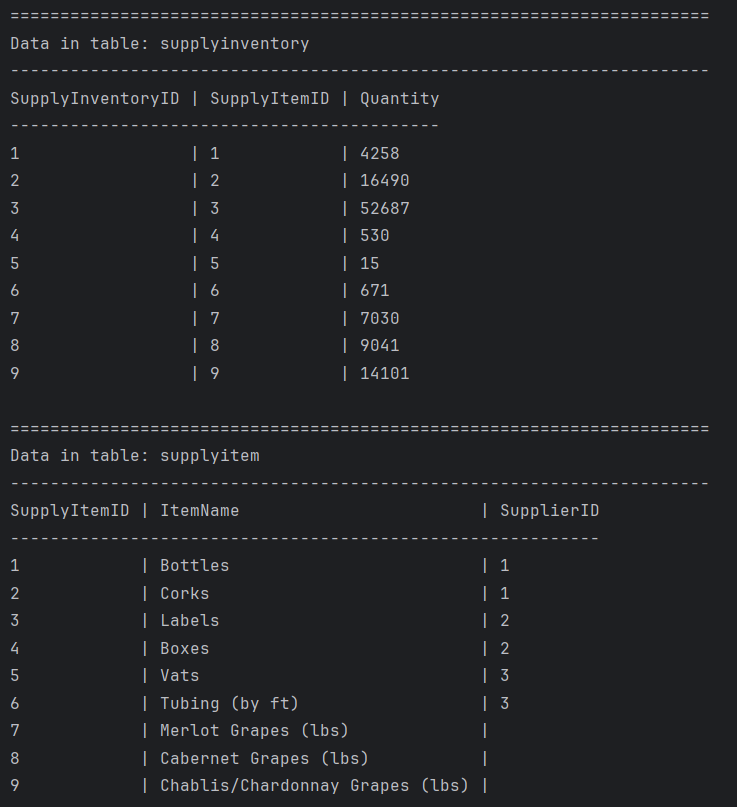 ======================================================================
Data in table: supplyinventory
----------------------------------------------------------------------
SupplyInventoryID | SupplyItemID | Quantity
-------------------------------------------
1                 | 1            | 4258
2                 | 2            | 16490
3                 | 3            | 52687
4                 | 4            | 530
5                 | 5            | 15
6                 | 6            | 671
7                 | 7            | 7030
8                 | 8            | 9041
9                 | 9            | 14101
======================================================================
Data in table: supplyitem
----------------------------------------------------------------------
SupplyItemID | ItemName                        | SupplierID
-----------------------------------------------------------
1            | Bottles                         | 1
2            | Corks                           | 1
3            | Labels                          | 2
4            | Boxes                           | 2
5            | Vats                            | 3
6            | Tubing (by ft)                  | 3
7            | Merlot Grapes (lbs)             |
8            | Cabernet Grapes (lbs)           |
9            | Chablis/Chardonnay Grapes (lbs) |